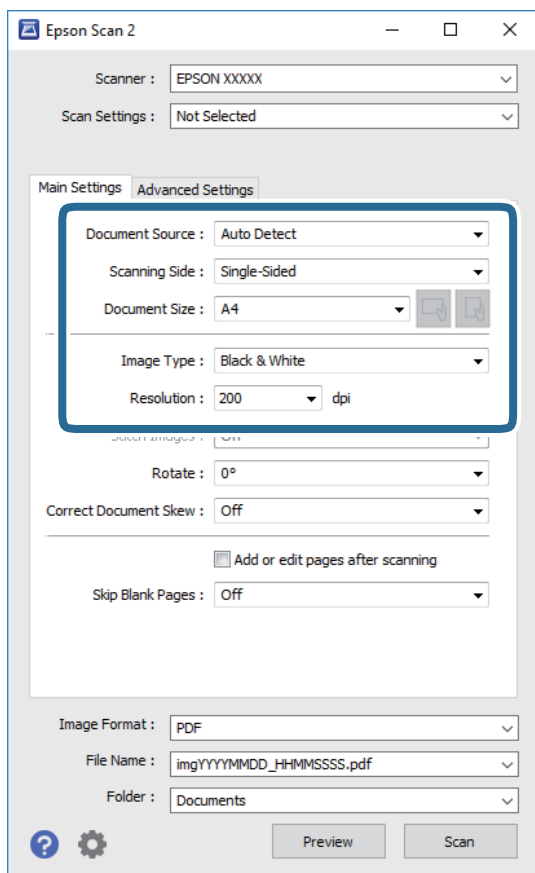 Epson Scan 2
Scanner : EPSON XXXXX
Scan Settings : Not Selected
Main Settings Advanced Settings
Document Source : Auto Detect
Scanning Side : Single-Sided
Document Size : A4
Image Type : Black & White
Resolution : 200 dpi
Rotate : 0°
Correct Document Skew : Off
Add or edit pages after scanning
Skip Blank Pages : Off
Image Format : PDF
File Name : imgYYYYMMDD_HHMMSSSS.pdf
Folder : Documents
? Preview Scan